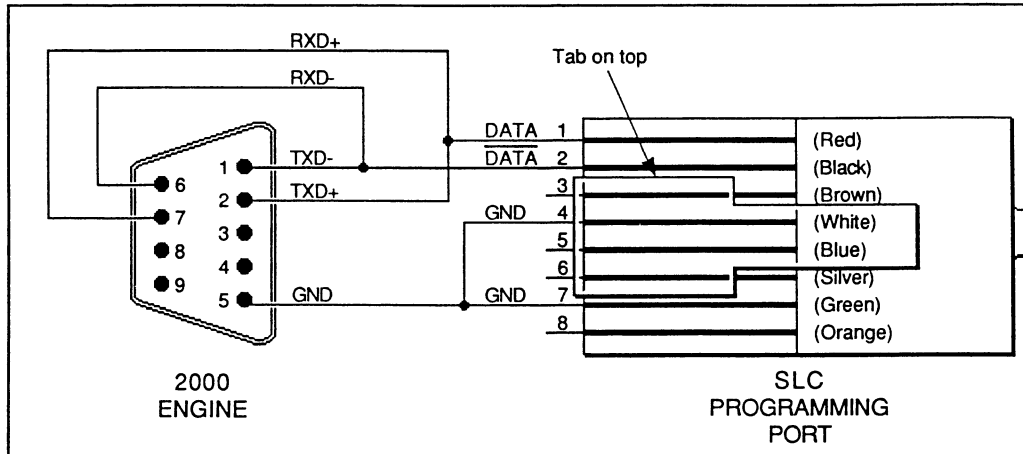 RXD+
RXD-
Tab on top
1 TXD-
2 TXD+
3
4
5 GND
6
7
8
9
DATA 1 (Red)
DATA 2 (Black)
3 (Brown)
GND 4 (White)
5 (Blue)
6 (Silver)
GND 7 (Green)
8 (Orange)
2000
ENGINE
SLC
PROGRAMMING
PORT